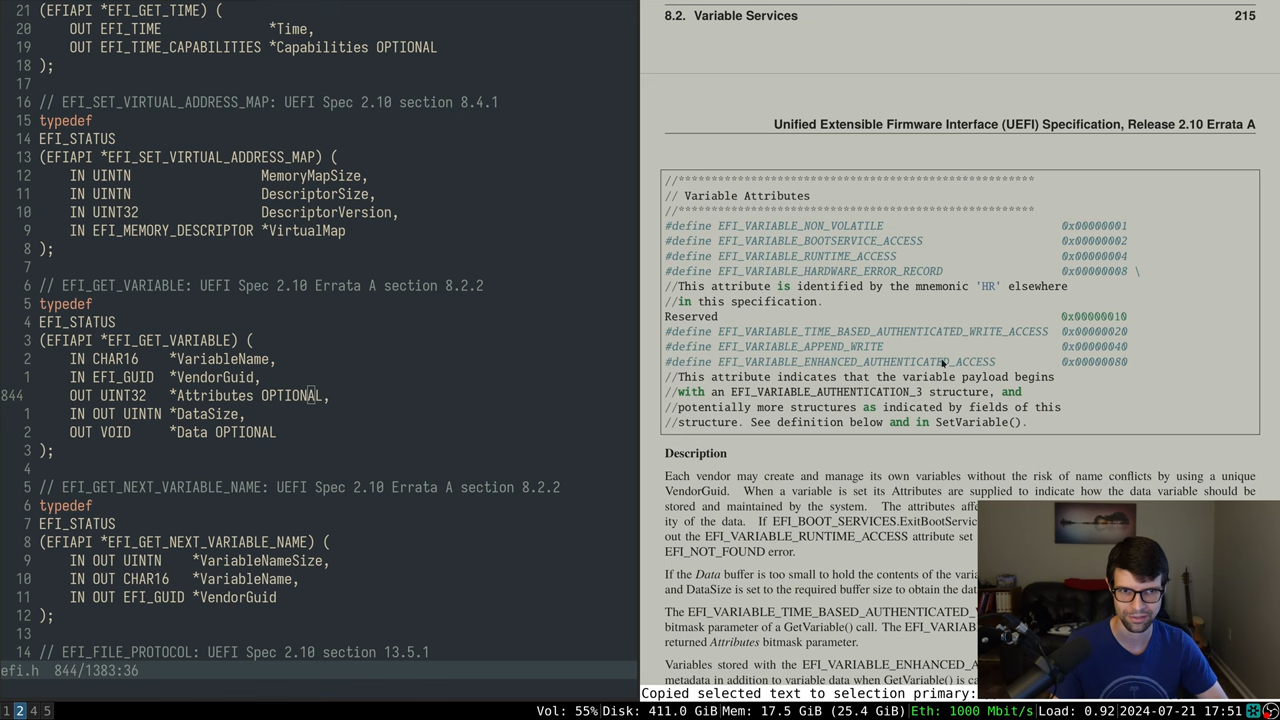 21 (EFIAPI *EFI_GET_TIME) (
20     OUT EFI_TIME              *Time,
19     OUT EFI_TIME_CAPABILITIES *Capabilities OPTIONAL
18 );
17
16 // EFI_SET_VIRTUAL_ADDRESS_MAP: UEFI Spec 2.10 section 8.4.1
15 typedef
14 EFI_STATUS
13 (EFIAPI *EFI_SET_VIRTUAL_ADDRESS_MAP) (
12     IN UINTN                 MemoryMapSize,
11     IN UINTN                 DescriptorSize,
10     IN UINT32                DescriptorVersion,
9     IN EFI_MEMORY_DESCRIPTOR *VirtualMap
8 );
7
6 // EFI_GET_VARIABLE: UEFI Spec 2.10 Errata A section 8.2.2
5 typedef
4 EFI_STATUS
3 (EFIAPI *EFI_GET_VARIABLE) (
2     IN CHAR16    *VariableName,
1     IN EFI_GUID  *VendorGuid,
844     OUT UINT32   *Attributes OPTIONAL,
1     IN OUT UINTN *DataSize,
2     OUT VOID     *Data OPTIONAL
3 );
4
5 // EFI_GET_NEXT_VARIABLE_NAME: UEFI Spec 2.10 Errata A section 8.2.2
6 typedef
7 EFI_STATUS
8 (EFIAPI *EFI_GET_NEXT_VARIABLE_NAME) (
9     IN OUT UINTN    *VariableNameSize,
10     IN OUT CHAR16   *VariableName,
11     IN OUT EFI_GUID *VendorGuid
12 );
13
14 // EFI_FILE_PROTOCOL: UEFI Spec 2.10 section 13.5.1
efi.h  844/1383:36
8.2. Variable Services 215
Unified Extensible Firmware Interface (UEFI) Specification, Release 2.10 Errata A
//******************************************************
// Variable Attributes
//******************************************************
#define EFI_VARIABLE_NON_VOLATILE 0x00000001
#define EFI_VARIABLE_BOOTSERVICE_ACCESS 0x00000002
#define EFI_VARIABLE_RUNTIME_ACCESS 0x00000004
#define EFI_VARIABLE_HARDWARE_ERROR_RECORD 0x00000008 \
//This attribute is identified by the mnemonic 'HR' elsewhere
//in this specification.
Reserved 0x00000010
#define EFI_VARIABLE_TIME_BASED_AUTHENTICATED_WRITE_ACCESS 0x00000020
#define EFI_VARIABLE_APPEND_WRITE 0x00000040
#define EFI_VARIABLE_ENHANCED_AUTHENTICATED_ACCESS 0x00000080
//This attribute indicates that the variable payload begins
//with an EFI_VARIABLE_AUTHENTICATION_3 structure, and
//potentially more structures as indicated by fields of this
//structure. See definition below and in SetVariable().
Description
Each vendor may create and manage its own variables without the risk of name conflicts by using a unique
VendorGuid. When a variable is set its Attributes are supplied to indicate how the data variable should be
stored and maintained by the system. The attributes affe
ity of the data. If EFI_BOOT_SERVICES.ExitBootServic
out the EFI_VARIABLE_RUNTIME_ACCESS attribute set
EFI_NOT_FOUND error.
If the Data buffer is too small to hold the contents of the varia
and DataSize is set to the required buffer size to obtain the dat
The EFI_VARIABLE_TIME_BASED_AUTHENTICATED_
bitmask parameter of a GetVariable() call. The EFI_VARIAB
returned Attributes bitmask parameter.
Variables stored with the EFI_VARIABLE_ENHANCED_A
metadata in addition to variable data when GetVariable() is ca
Copied selected text to selection primary:
1 2 4 5 Vol: 55%|Disk: 411.0 GiB|Mem: 17.5 GiB (25.4 GiB)|Eth: 1000 Mbit/s|Load: 0.92|2024-07-21 17:51